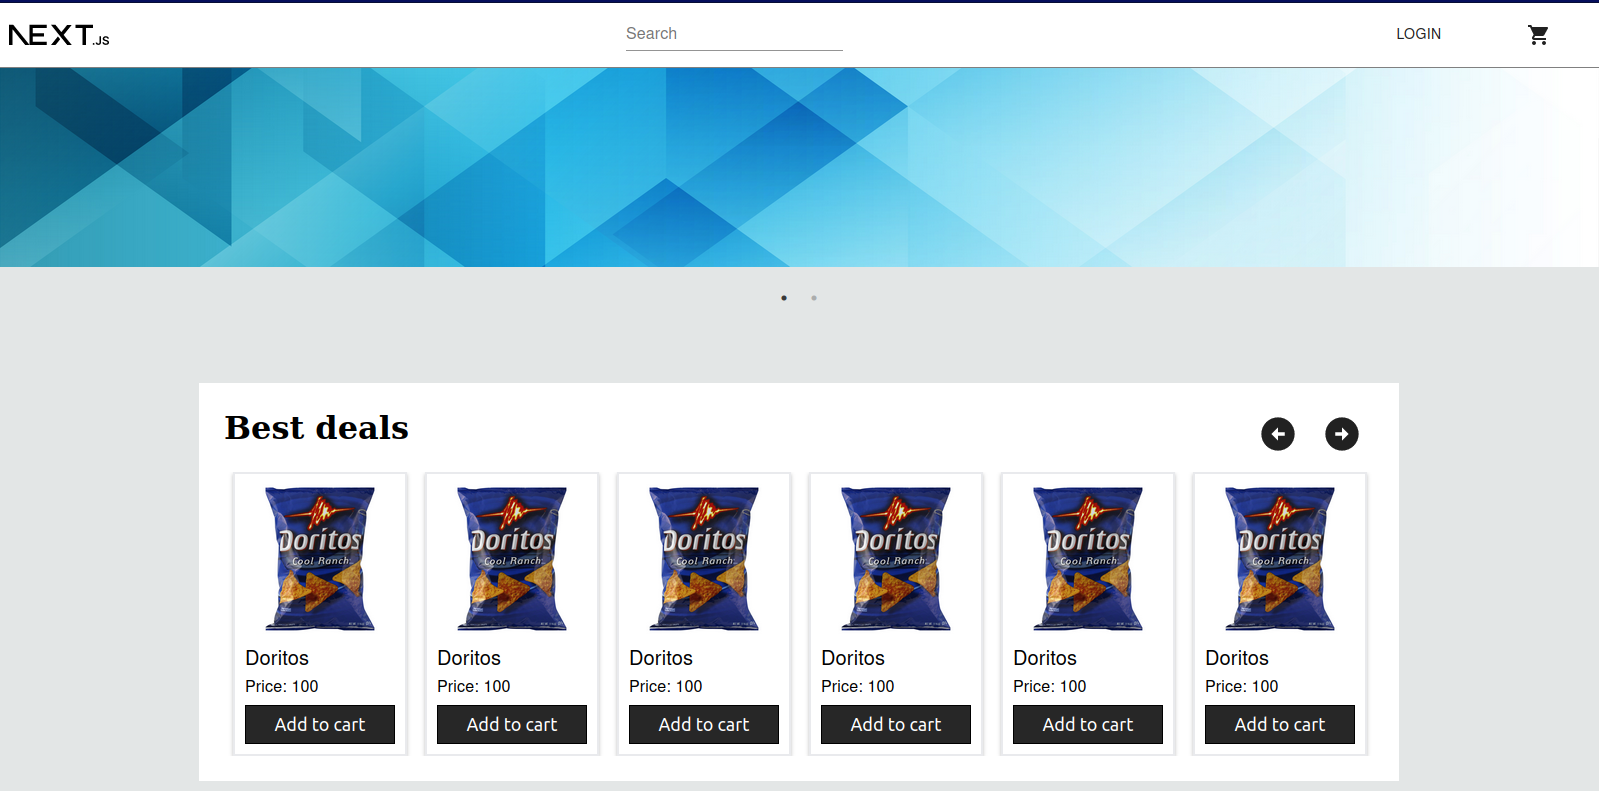 NEXT.JS
Search
LOGIN
Best deals
Doritos Doritos Doritos Doritos Doritos Doritos
Cool Ranch Cool Ranch Cool Ranch Cool Ranch Cool Ranch Cool Ranch
Doritos Doritos Doritos Doritos Doritos Doritos
Price: 100 Price: 100 Price: 100 Price: 100 Price: 100 Price: 100
Add to cart Add to cart Add to cart Add to cart Add to cart Add to cart